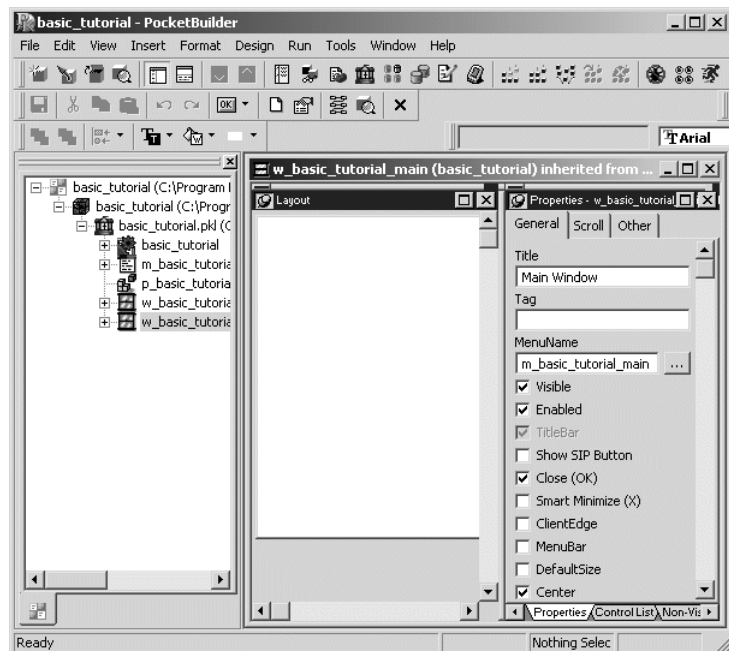 basic_tutorial - PocketBuilder
File Edit View Insert Format Design Run Tools Window Help
OK
Arial
w_basic_tutorial_main (basic_tutorial) inherited from ...
basic_tutorial (C:\Program
basic_tutorial (C:\Progr
basic_tutorial.pkl (C
basic_tutorial
m_basic_tutoria
p_basic_tutoria
w_basic_tutoria
w_basic_tutoria
Layout
Properties - w_basic_tutorial
General Scroll Other
Title
Main Window
Tag
MenuName
m_basic_tutorial_main ...
Visible
Enabled
TitleBar
Show SIP Button
Close (OK)
Smart Minimize (X)
ClientEdge
MenuBar
DefaultSize
Center
Properties Control List Non-Vis
Ready
Nothing Selec